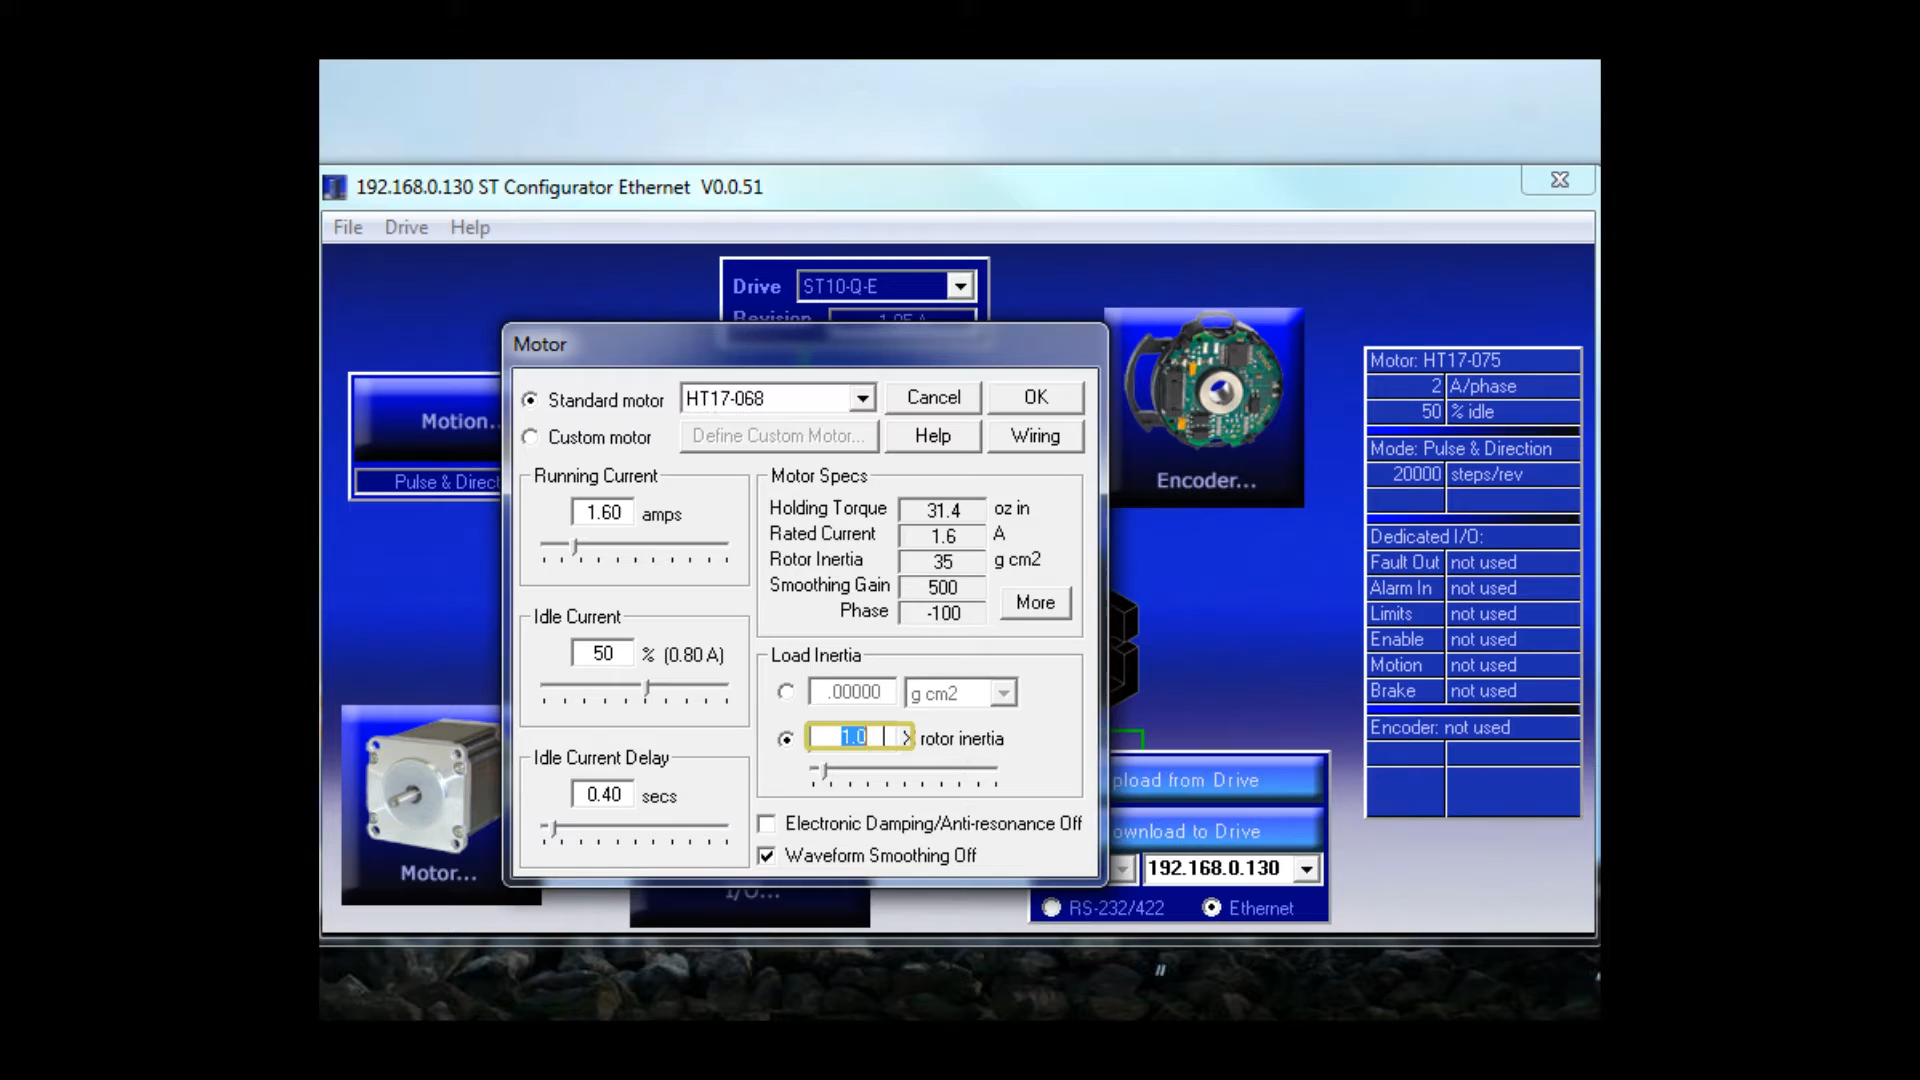 192.168.0.130 ST Configurator Ethernet V0.0.51
File Drive Help
Drive ST10-Q-E
Revision 1.05 A
Motion..
Pulse & Direct
Motor
Standard motor HT17-068 Cancel OK
Custom motor Define Custom Motor... Help Wiring
Running Current
1.60 amps
Idle Current
50 % (0.80 A)
Idle Current Delay
0.40 secs
Motor Specs
Holding Torque 31.4 oz in
Rated Current 1.6 A
Rotor Inertia 35 g cm2
Smoothing Gain 500
Phase -100 More
Load Inertia
.00000 g cm2
1.0 X rotor inertia
Electronic Damping/Anti-resonance Off
Waveform Smoothing Off
Encoder...
Motor...
I/O...
pload from Drive
ownload to Drive
192.168.0.130
RS-232/422 Ethernet
Motor: HT17-075
2 A/phase
50 % idle
Mode: Pulse & Direction
20000 steps/rev
Dedicated I/O:
Fault Out not used
Alarm In not used
Limits not used
Enable not used
Motion not used
Brake not used
Encoder: not used